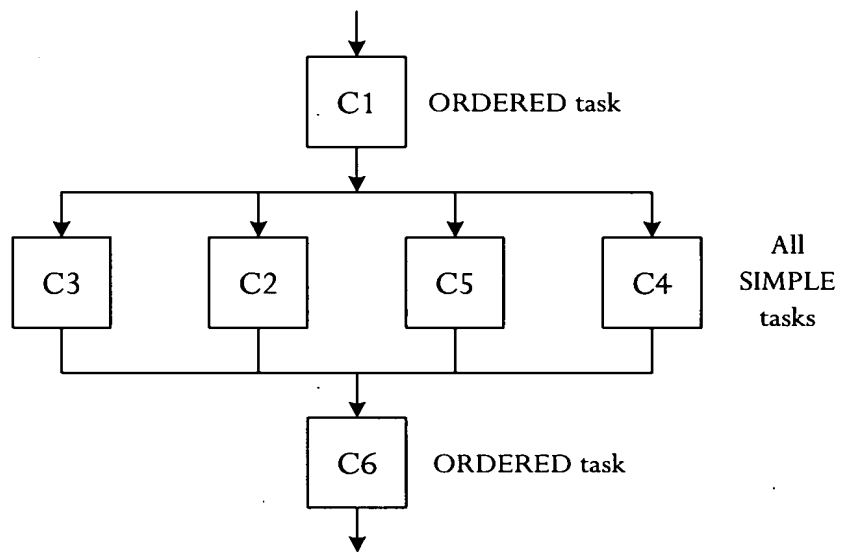 C1 ORDERED task
C3 C2 C5 C4 All
SIMPLE
tasks
C6 ORDERED task